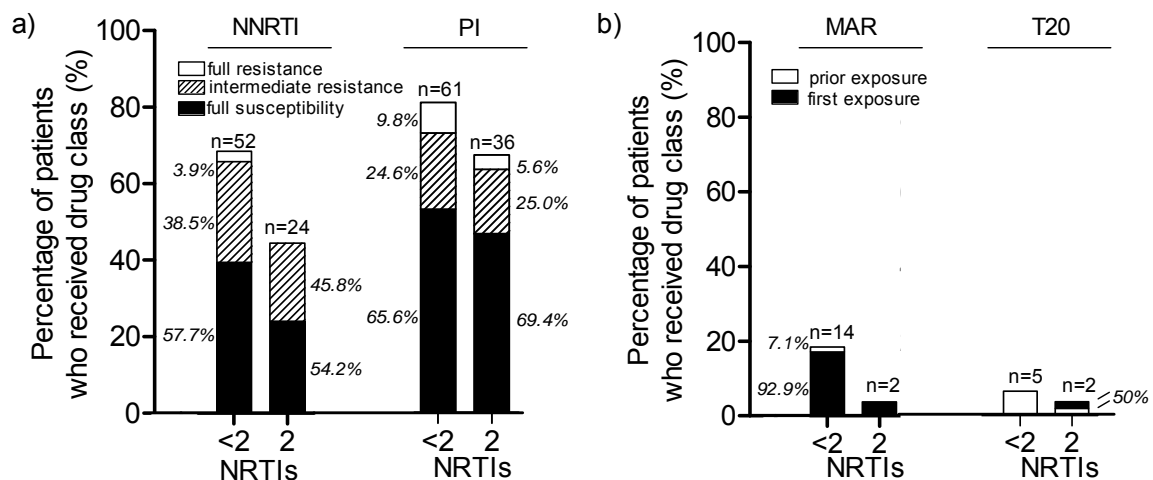 a)
NNRTI
PI
full resistance
intermediate resistance
full susceptibility
Percentage of patients
who received drug class (%)
100
80
60
40
20
0
n=52
3.9%
38.5%
57.7%
n=24
45.8%
54.2%
n=61
9.8%
24.6%
65.6%
n=36
5.6%
25.0%
69.4%
<2
2
NRTIs
<2
2
NRTIs
b)
MAR
T20
prior exposure
first exposure
Percentage of patients
who received drug class (%)
100
80
60
40
20
0
n=14
7.1%
92.9%
n=2
n=5
n=2
50%
<2
2
NRTIs
<2
2
NRTIs